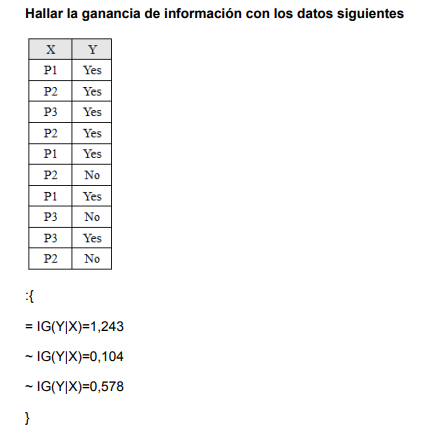 Hallar la ganancia de información con los datos siguientes
X Y
P1 Yes
P2 Yes
P3 Yes
P2 Yes
P1 Yes
P2 No
P1 Yes
P3 No
P3 Yes
P2 No
:{
= IG(Y|X)=1,243
~ IG(Y|X)=0,104
~ IG(Y|X)=0,578
}